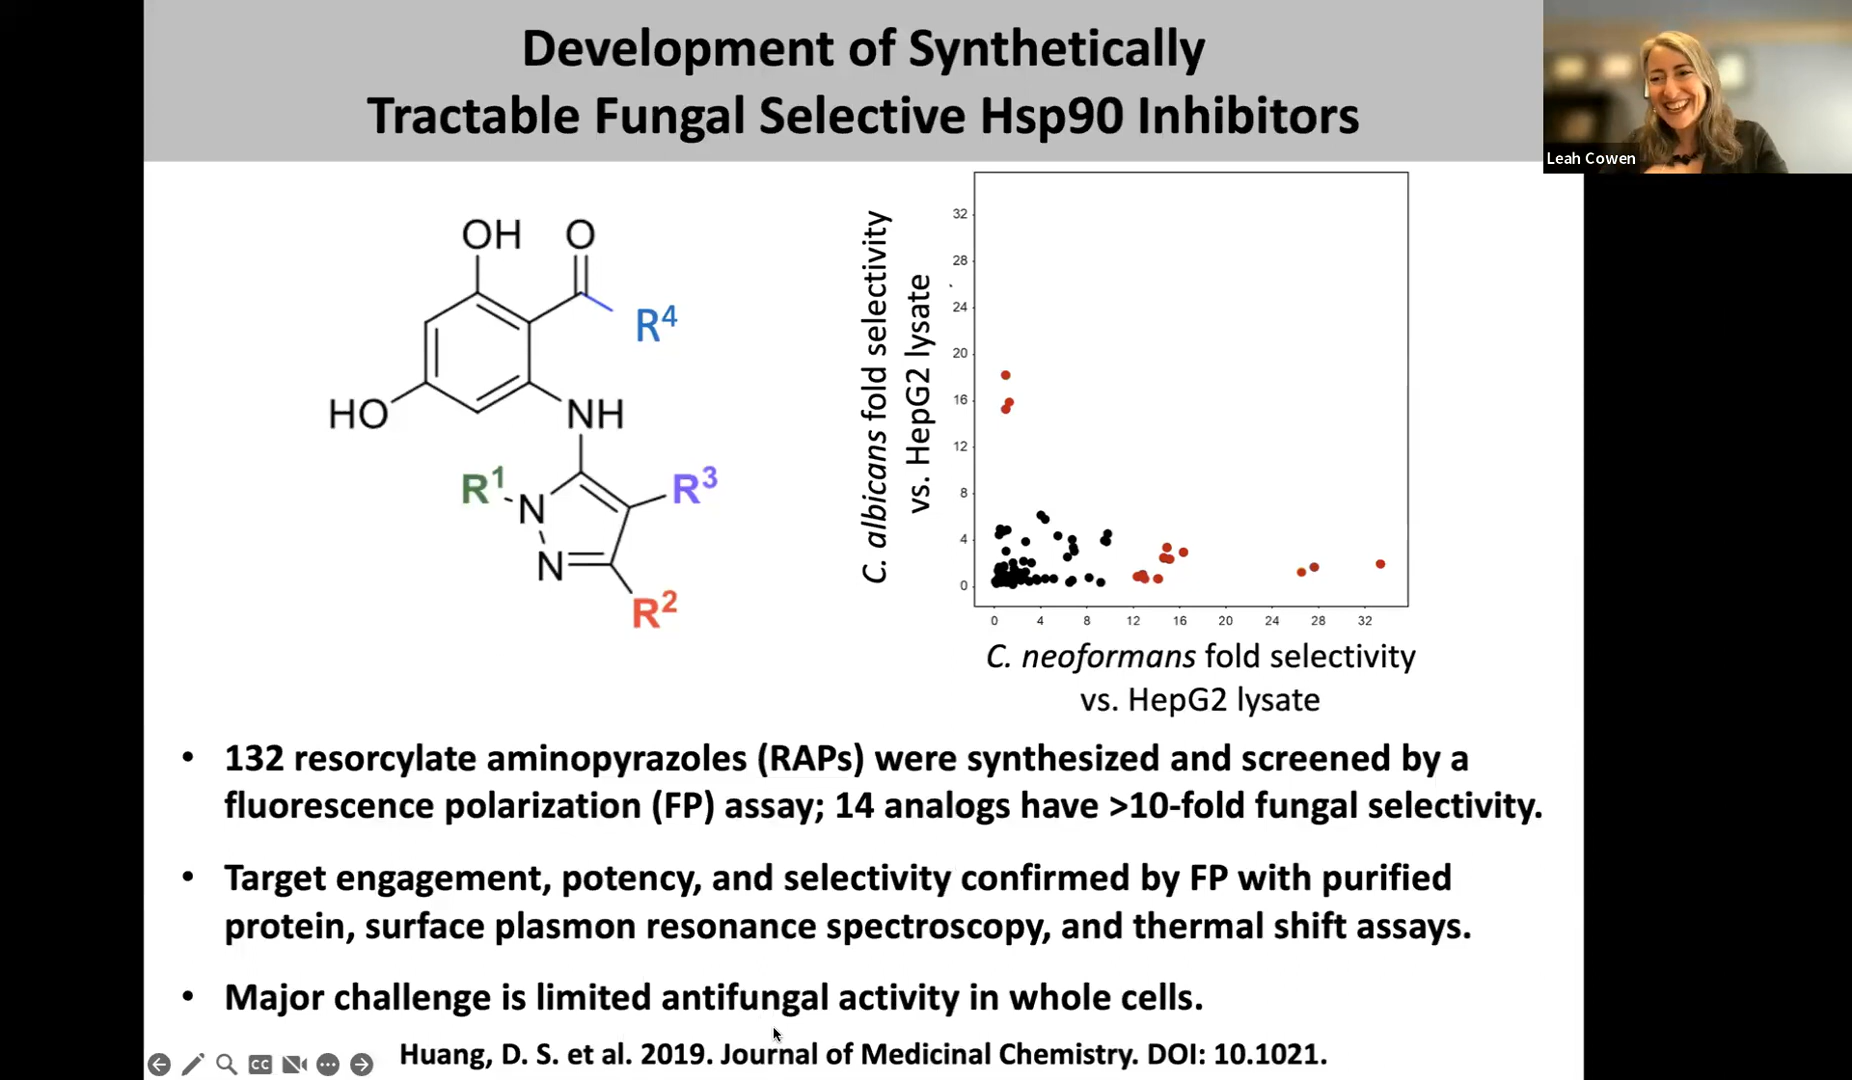 Development of Synthetically
Tractable Fungal Selective Hsp90 Inhibitors
Leah Cowen
OH
O
R⁴
HO
NH
R¹
N
R³
N
R²
C. albicans fold selectivity
vs. HepG2 lysate
32
28
24
20
16
12
8
4
0
0 4 8 12 16 20 24 28 32
C. neoformans fold selectivity
vs. HepG2 lysate
• 132 resorcylate aminopyrazoles (RAPs) were synthesized and screened by a
fluorescence polarization (FP) assay; 14 analogs have >10-fold fungal selectivity.
• Target engagement, potency, and selectivity confirmed by FP with purified
protein, surface plasmon resonance spectroscopy, and thermal shift assays.
• Major challenge is limited antifungal activity in whole cells.
CC
Huang, D. S. et al. 2019. Journal of Medicinal Chemistry. DOI: 10.1021.